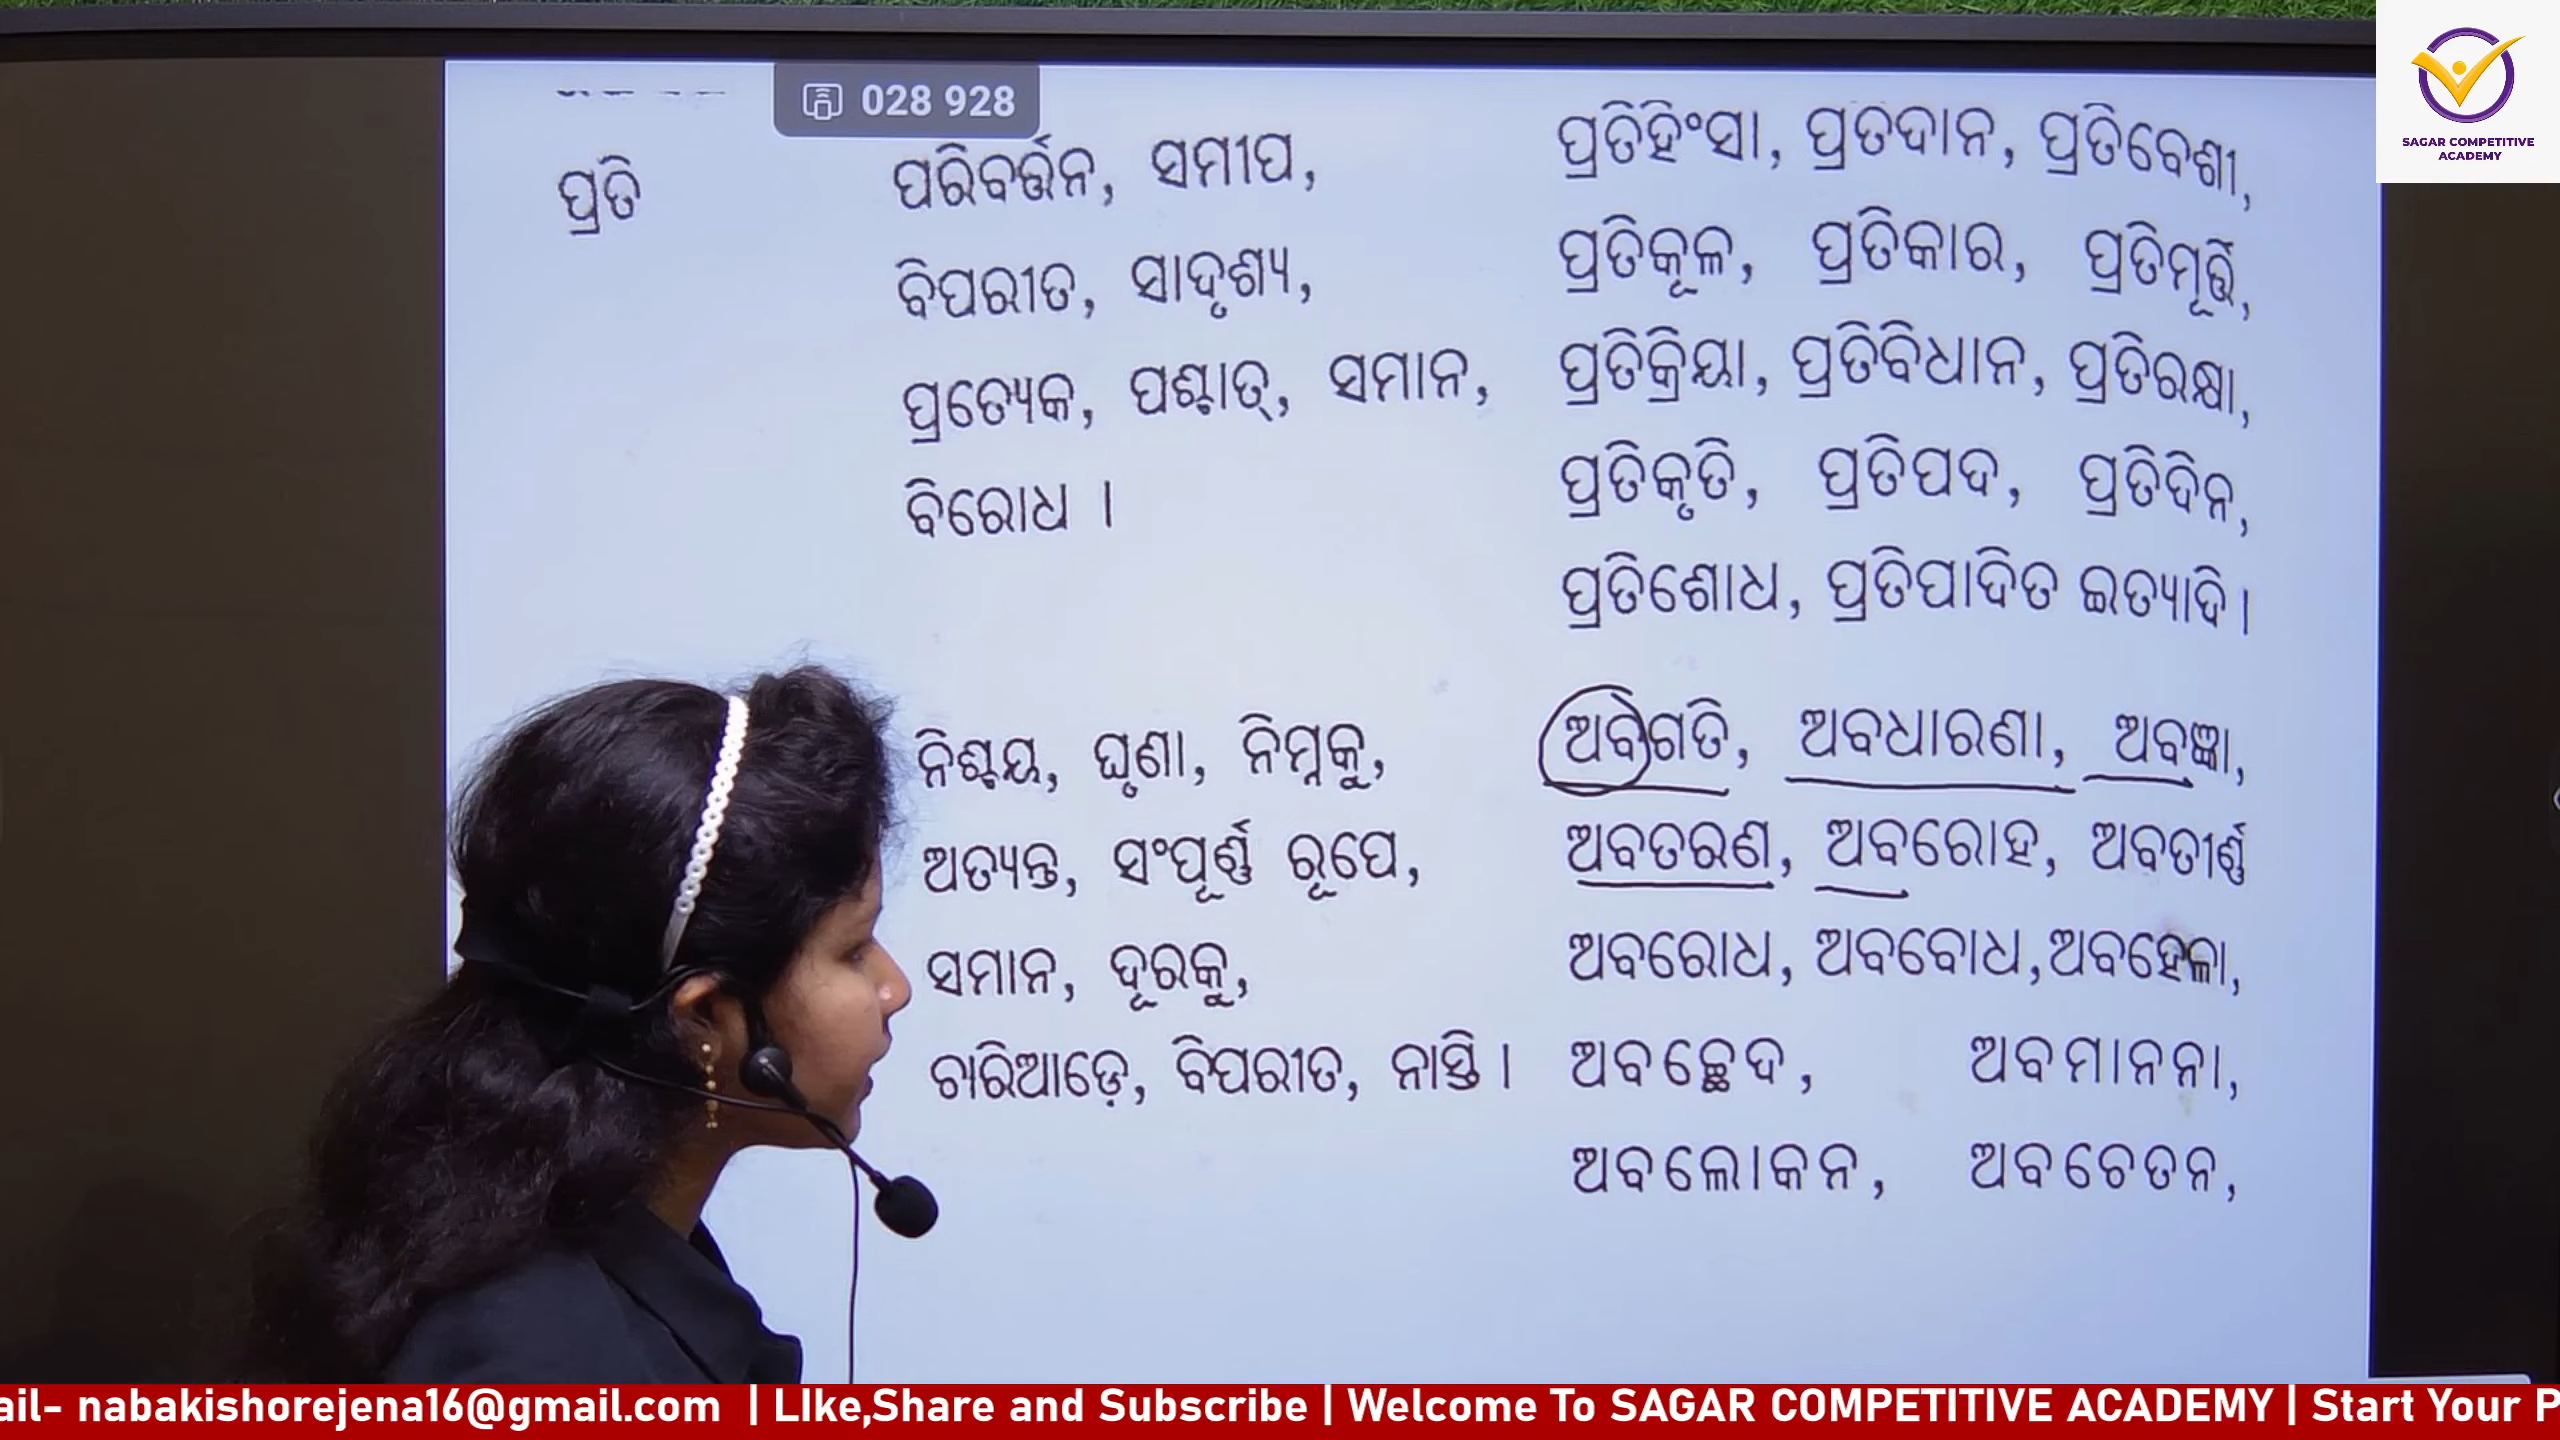 028 928
SAGAR COMPETITIVE
ACADEMY
ପ୍ରତି
ପରିବର୍ତ୍ତନ, ସମୀପ,
ବିପରୀତ, ସାଦୃଶ୍ୟ,
ପ୍ରତ୍ୟେକ, ପଶ୍ଚାତ୍, ସମାନ,
ବିରୋଧ ।
ପ୍ରତିହିଂସା, ପ୍ରତଦାନ, ପ୍ରତିବେଶୀ,
ପ୍ରତିକୂଳ, ପ୍ରତିକାର, ପ୍ରତିମୂର୍ତ୍ତି,
ପ୍ରତିକ୍ରିୟା, ପ୍ରତିବିଧାନ, ପ୍ରତିରକ୍ଷା,
ପ୍ରତିକୃତି, ପ୍ରତିପଦ, ପ୍ରତିଦିନ,
ପ୍ରତିଶୋଧ, ପ୍ରତିପାଦିତ ଇତ୍ୟାଦି ।
ନିଶ୍ଚୟ, ଘୃଣା, ନିମ୍ନକୁ,
ଅତ୍ୟନ୍ତ, ସଂପୂର୍ଣ୍ଣ ରୂପେ,
ସମାନ, ଦୂରକୁ,
ଚାରିଆଡ଼େ, ବିପରୀତ, ନାସ୍ତି ।
ଅବଗତି, ଅବଧାରଣା, ଅବଜ୍ଞା,
ଅବତରଣ, ଅବରୋହ, ଅବତୀର୍ଣ୍ଣ
ଅବରୋଧ, ଅବବୋଧ,ଅବହେଳା,
ଅବଚ୍ଛେଦ, ଅବମାନନା,
ଅବଲୋକନ, ଅବଚେତନ,
ail- nabakishorejena16@gmail.com | LIke,Share and Subscribe | Welcome To SAGAR COMPETITIVE ACADEMY | Start Your P